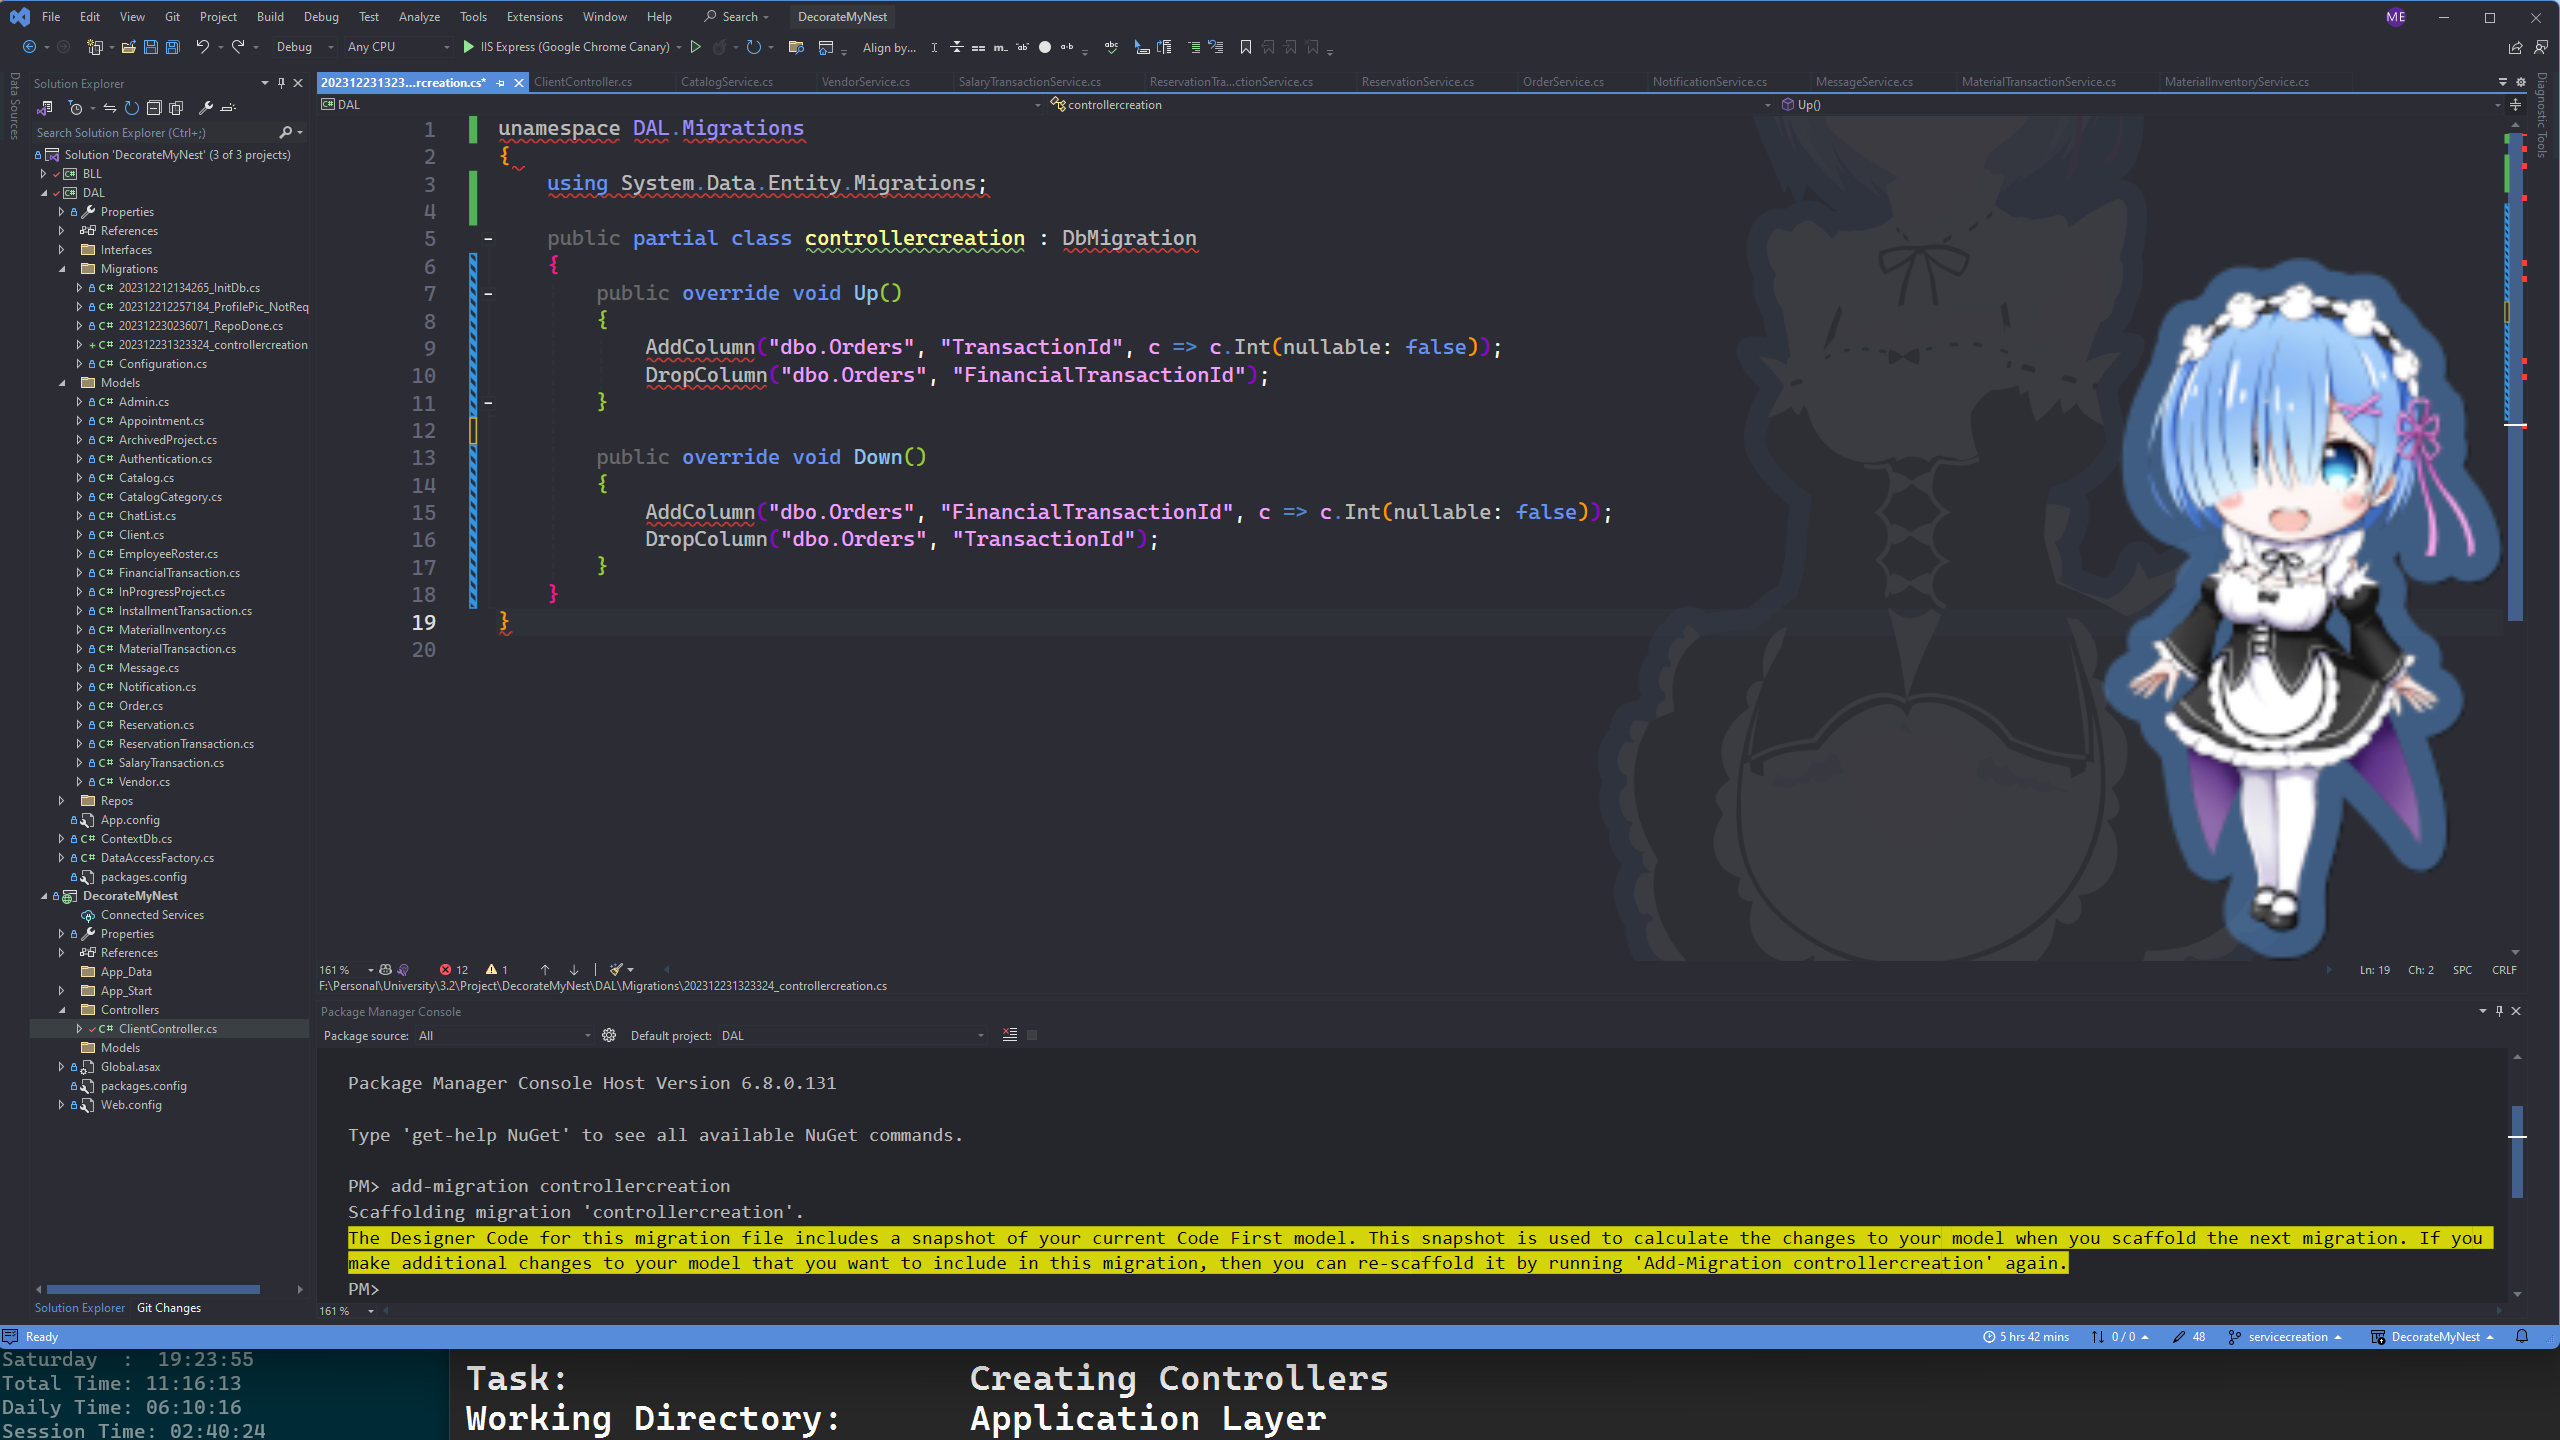 File Edit View Git Project Build Debug Test Analyze Tools Extensions Window Help Search DecorateMyNest ME
Debug Any CPU IIS Express (Google Chrome Canary) Align by...
Data Sources
Solution Explorer
Search Solution Explorer (Ctrl+;)
Solution 'DecorateMyNest' (3 of 3 projects)
BLL
DAL
Properties
References
Interfaces
Migrations
202312212134265_InitDb.cs
202312212257184_ProfilePic_NotReq
202312230236071_RepoDone.cs
202312231323324_controllercreation
Configuration.cs
Models
Admin.cs
Appointment.cs
ArchivedProject.cs
Authentication.cs
Catalog.cs
CatalogCategory.cs
ChatList.cs
Client.cs
EmployeeRoster.cs
FinancialTransaction.cs
InProgressProject.cs
InstallmentTransaction.cs
MaterialInventory.cs
MaterialTransaction.cs
Message.cs
Notification.cs
Order.cs
Reservation.cs
ReservationTransaction.cs
SalaryTransaction.cs
Vendor.cs
Repos
App.config
ContextDb.cs
DataAccessFactory.cs
packages.config
DecorateMyNest
Connected Services
Properties
References
App_Data
App_Start
Controllers
ClientController.cs
Models
Global.asax
packages.config
Web.config
Solution Explorer Git Changes
202312231323...rcreation.cs* ClientController.cs CatalogService.cs VendorService.cs SalaryTransactionService.cs ReservationTra...ctionService.cs ReservationService.cs OrderService.cs NotificationService.cs MessageService.cs MaterialTransactionService.cs MaterialInventoryService.cs
DAL controllercreation Up()
Diagnostic Tools
1 unamespace DAL.Migrations
2 {
3 using System.Data.Entity.Migrations;
4
5 public partial class controllercreation : DbMigration
6 {
7 public override void Up()
8 {
9 AddColumn("dbo.Orders", "TransactionId", c => c.Int(nullable: false));
10 DropColumn("dbo.Orders", "FinancialTransactionId");
11 }
12
13 public override void Down()
14 {
15 AddColumn("dbo.Orders", "FinancialTransactionId", c => c.Int(nullable: false));
16 DropColumn("dbo.Orders", "TransactionId");
17 }
18 }
19 }
20
161 % 12 1 Ln: 19 Ch: 2 SPC CRLF
F:\Personal\University\3.2\Project\DecorateMyNest\DAL\Migrations\202312231323324_controllercreation.cs
Package Manager Console
Package source: All Default project: DAL
Package Manager Console Host Version 6.8.0.131
Type 'get-help NuGet' to see all available NuGet commands.
PM> add-migration controllercreation
Scaffolding migration 'controllercreation'.
The Designer Code for this migration file includes a snapshot of your current Code First model. This snapshot is used to calculate the changes to your model when you scaffold the next migration. If you
make additional changes to your model that you want to include in this migration, then you can re-scaffold it by running 'Add-Migration controllercreation' again.
PM>
161 %
Ready 5 hrs 42 mins 0 / 0 48 servicecreation DecorateMyNest
Saturday : 19:23:55
Total Time: 11:16:13
Daily Time: 06:10:16
Session Time: 02:40:24
Task: Creating Controllers
Working Directory: Application Layer